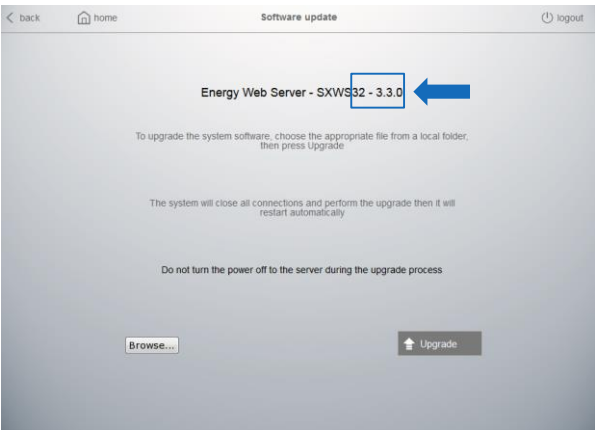 back home Software update logout
Energy Web Server - SXWS32 - 3.3.0
To upgrade the system software, choose the appropriate file from a local folder,
then press Upgrade
The system will close all connections and perform the upgrade then it will
restart automatically
Do not turn the power off to the server during the upgrade process
Browse... Upgrade